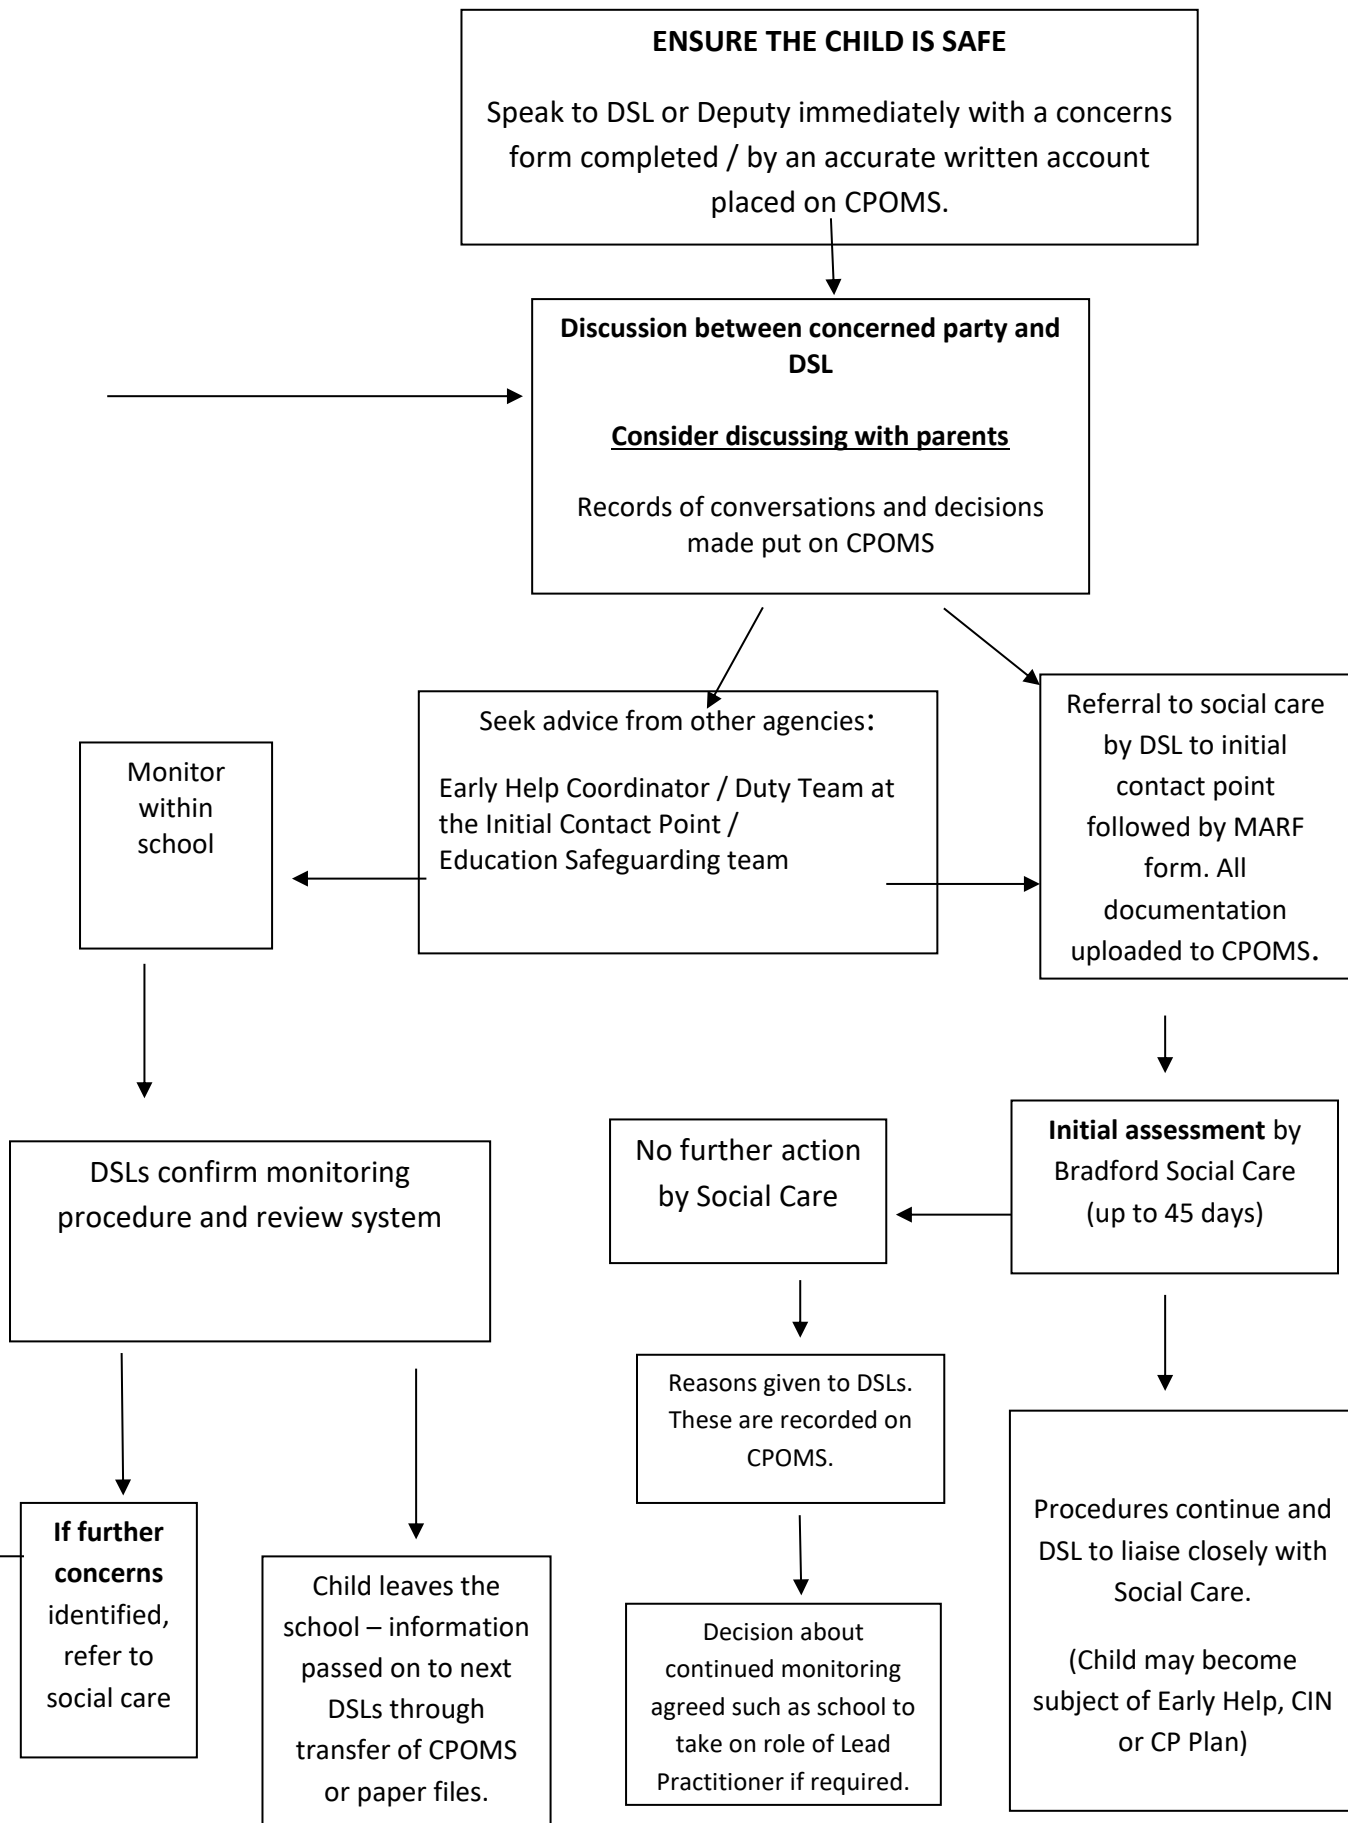 ENSURE THE CHILD IS SAFE
Speak to DSL or Deputy immediately with a concerns
form completed / by an accurate written account
placed on CPOMS.
Discussion between concerned party and
DSL
Consider discussing with parents
Records of conversations and decisions
made put on CPOMS
Seek advice from other agencies:
Early Help Coordinator / Duty Team at
the Initial Contact Point /
Education Safeguarding team
Referral to social care
by DSL to initial
contact point
followed by MARF
form. All
documentation
uploaded to CPOMS.
Monitor
within
school
DSLs confirm monitoring
procedure and review system
No further action
by Social Care
Initial assessment by
Bradford Social Care
(up to 45 days)
Reasons given to DSLs.
These are recorded on
CPOMS.
If further
concerns
identified,
refer to
social care
Child leaves the
school – information
passed on to next
DSLs through
transfer of CPOMS
or paper files.
Decision about
continued monitoring
agreed such as school to
take on role of Lead
Practitioner if required.
Procedures continue and
DSL to liaise closely with
Social Care.
(Child may become
subject of Early Help, CIN
or CP Plan)